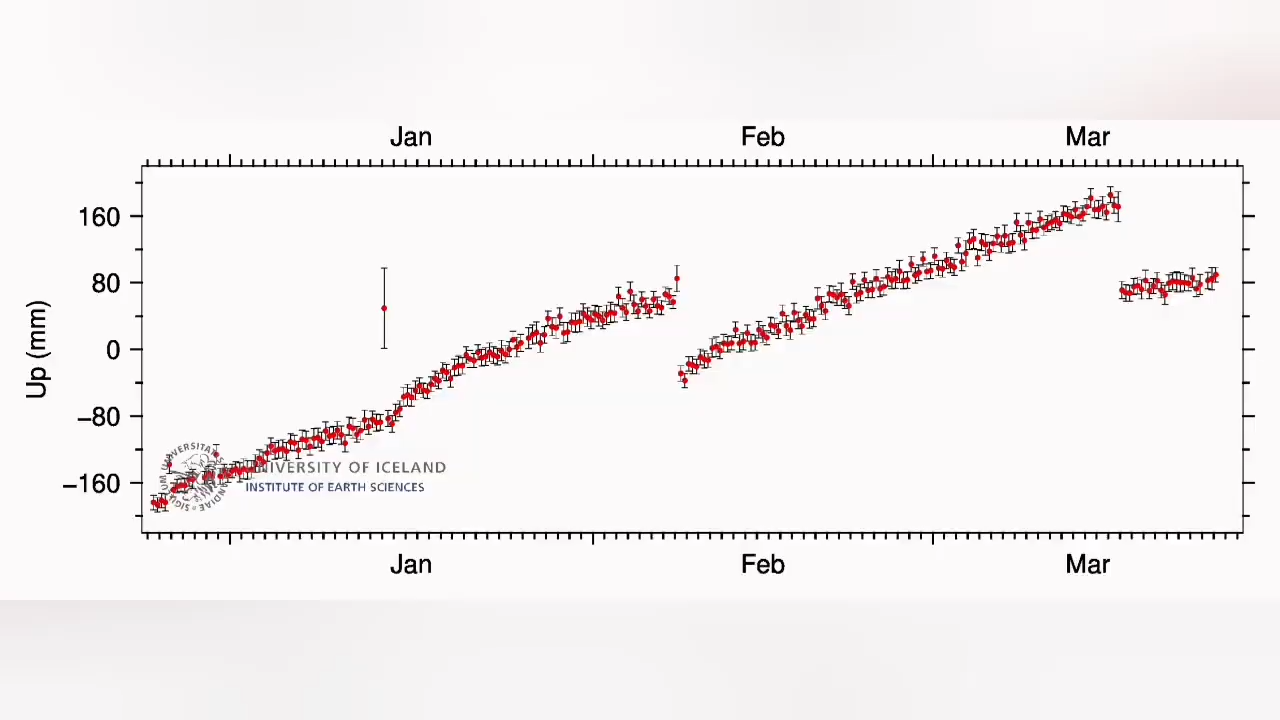 Jan Feb Mar
160
80
0
−80
−160
Up (mm)
UNIVERSITY OF ICELAND
INSTITUTE OF EARTH SCIENCES
Jan Feb Mar